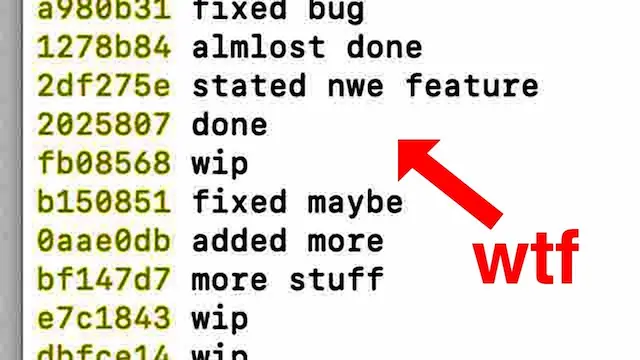 a980b31 fixed bug
1278b84 almlost done
2df275e stated nwe feature
2025807 done
fb08568 wip
b150851 fixed maybe
0aae0db added more
wtf
bf147d7 more stuff
e7c1843 wip
dbfce14 wip